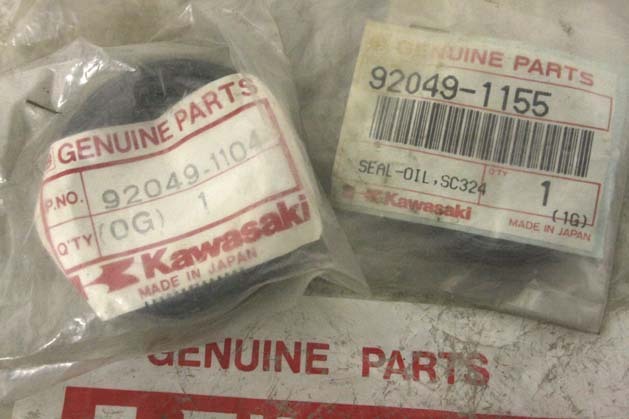 GENUINE PARTS
P.NO. 92049-1104
Q'TY (0G) 1
Kawasaki
MADE IN JAPAN
GENUINE PARTS
92049-1155
SEAL-OIL,SC324
Q'TY
1
(1G)
Kawasaki
MADE IN JAPAN
GENUINE PARTS